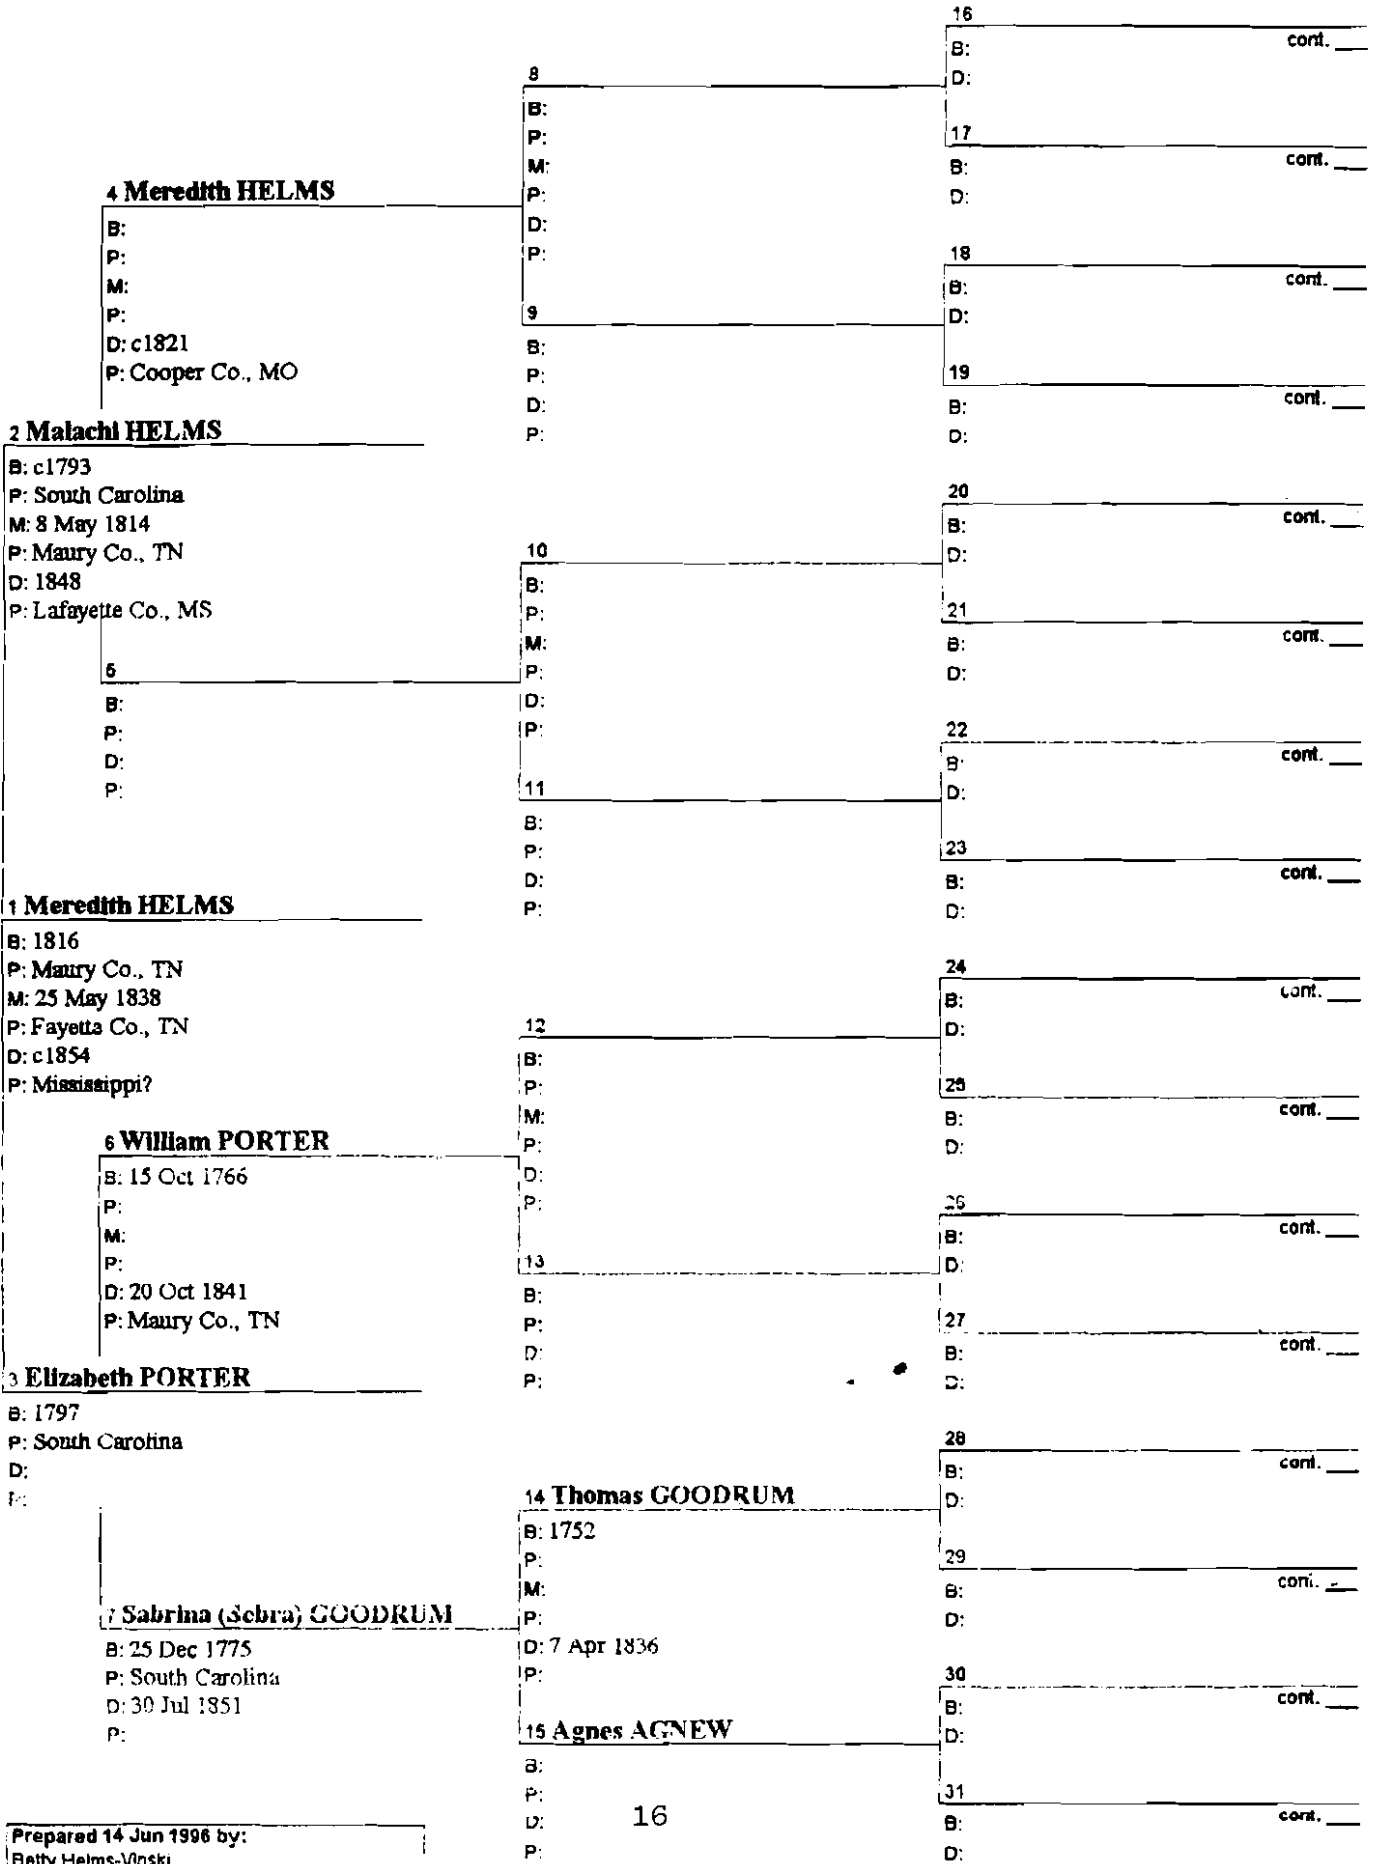 16
cont.
B:
D:
8
B:
P:
M:
P:
D:
P:
17
cont.
B:
D:
4 Meredith HELMS
B:
P:
M:
P:
D: c1821
P: Cooper Co., MO
18
cont.
B:
D:
9
B:
P:
D:
P:
19
cont.
B:
D:
2 Malachi HELMS
B: c1793
P: South Carolina
M: 8 May 1814
P: Maury Co., TN
D: 1848
P: Lafayette Co., MS
20
cont.
B:
D:
10
B:
P:
M:
P:
D:
P:
21
cont.
B:
D:
5
B:
P:
D:
P:
22
cont.
B:
D:
11
B:
P:
D:
P:
23
cont.
B:
D:
1 Meredith HELMS
B: 1816
P: Maury Co., TN
M: 25 May 1838
P: Fayetta Co., TN
D: c1854
P: Mississippi?
24
cont.
B:
D:
12
B:
P:
M:
P:
D:
P:
25
cont.
B:
D:
6 William PORTER
B: 15 Oct 1766
P:
M:
P:
D: 20 Oct 1841
P: Maury Co., TN
26
cont.
B:
D:
13
B:
P:
D:
P:
27
cont.
B:
D:
3 Elizabeth PORTER
B: 1797
P: South Carolina
D:
P:
28
cont.
B:
D:
14 Thomas GOODRUM
B: 1752
P:
M:
P:
D: 7 Apr 1836
P:
29
cont.
B:
D:
7 Sabrina (Sebra) GOODRUM
B: 25 Dec 1775
P: South Carolina
D: 30 Jul 1851
P:
30
cont.
B:
D:
15 Agnes AGNEW
B:
P:
D:
P:
31
cont.
B:
D:
16
Prepared 14 Jun 1996 by:
Betty Helms-Vinski